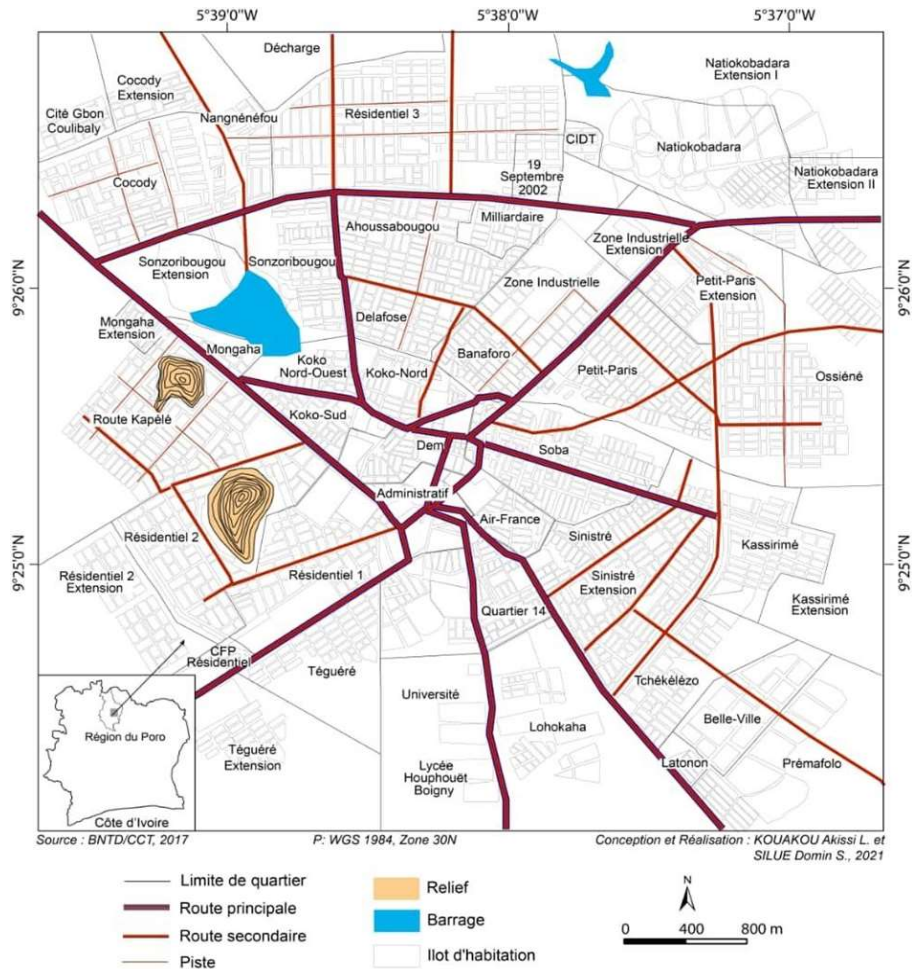 5°39'0"W
5°38'0"W
5°37'0"W
Décharge
Cocody
Extension
Cité Gbon
Coulibaly
Nangnénéfou
Résidentiel 3
Natiokobadara
Extension I
CIDT
Natiokobadara
19
Septembre
2002
Natiokobadara
Extension II
Cocody
Milliardaire
Ahoussabougou
Zone Industrielle
Extension
Sonzoribougou
Extension
Sonzoribougou
Zone Industrielle
Petit-Paris
Extension
9°26'0"N
9°26'0"N
Mongaha
Extension
Delafose
Mongaha
Banaforo
Koko
Nord-Ouest
Koko-Nord
Petit-Paris
Ossiéné
Route Kapélé
Koko-Sud
Dem
Soba
Administratif
Air-France
Résidentiel 2
Sinistré
Kassirimé
9°25'0"N
9°25'0"N
Résidentiel 2
Extension
Résidentiel 1
Sinistré
Extension
Kassirimé
Extension
Quartier 14
CFP
Résidentiel
Téguéré
Tchékélézo
Université
Belle-Ville
Lohokaha
Région du Poro
Téguéré
Extension
Lycée
Houphouët
Boigny
Latonon
Prémafolo
Côte d'Ivoire
Source : BNTD/CCT, 2017
P: WGS 1984, Zone 30N
Conception et Réalisation : KOUAKOU Akissi L. et
SILUE Domin S., 2021
Limite de quartier
Route principale
Route secondaire
Piste
Relief
Barrage
Ilot d'habitation
N
0 400 800 m